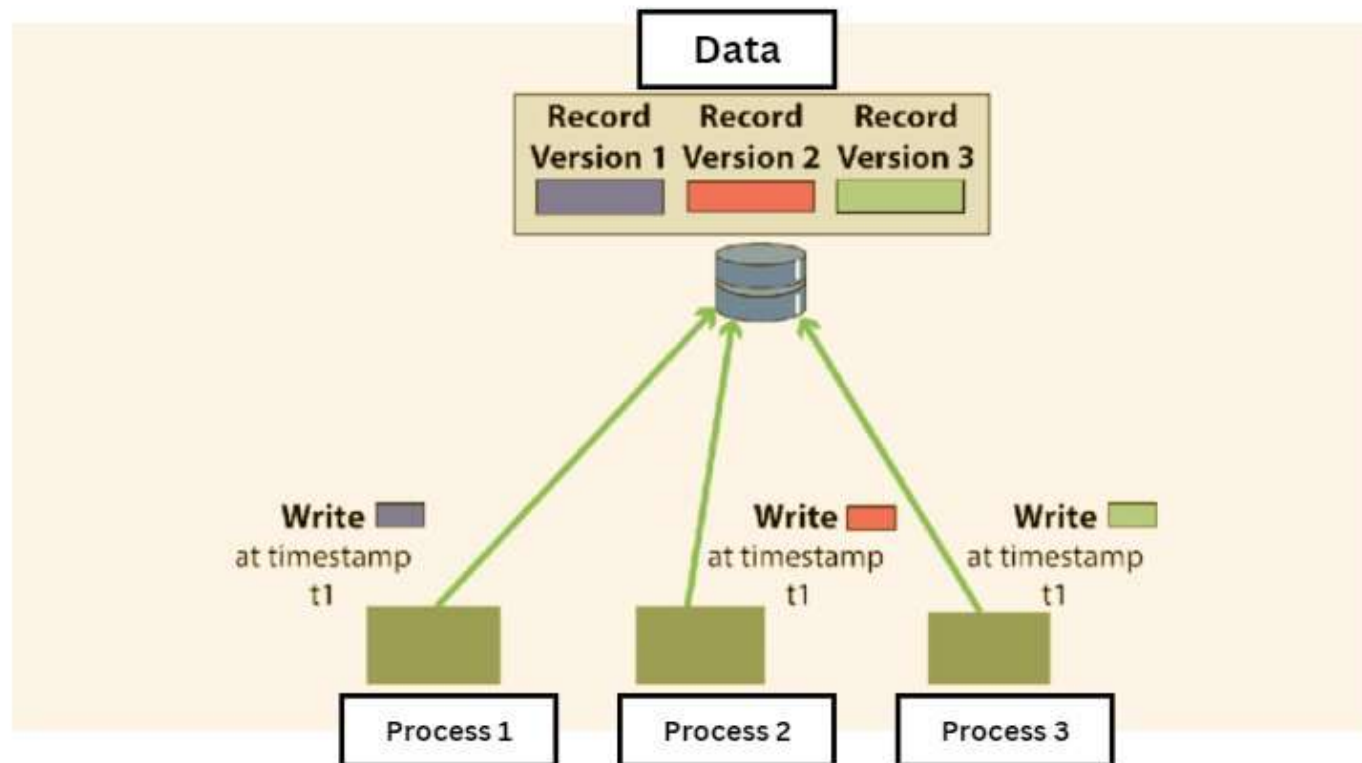 Data
Record Record Record
Version 1 Version 2 Version 3
Write Write Write
at timestamp at timestamp at timestamp
t1 t1 t1
Process 1 Process 2 Process 3